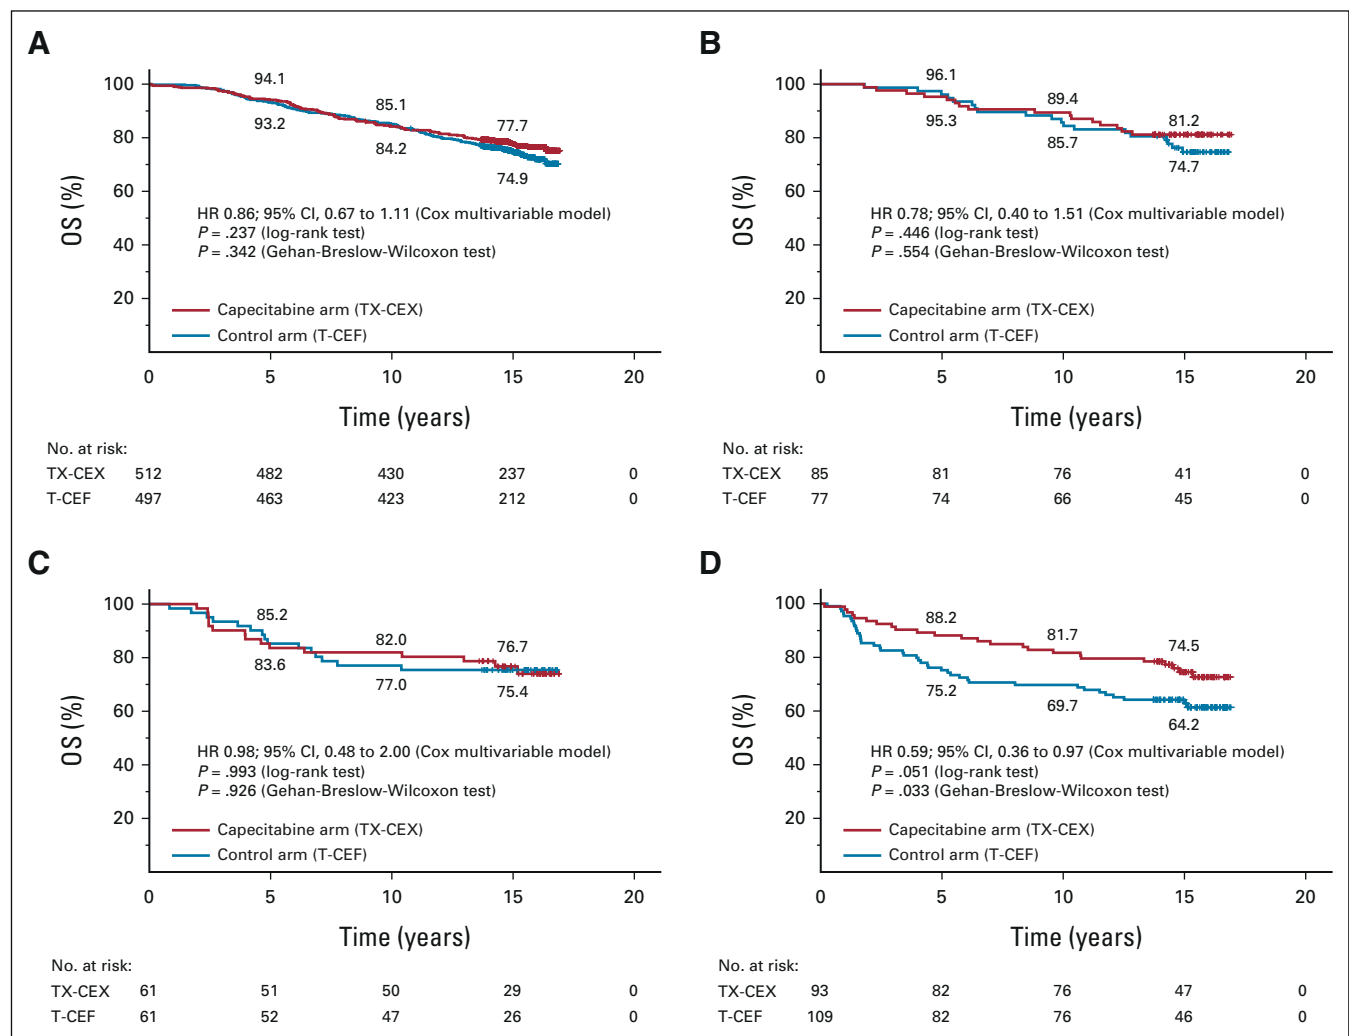 A
100
80
60
40
20
OS (%)
94.1
93.2
85.1
84.2
77.7
74.9
HR 0.86; 95% CI, 0.67 to 1.11 (Cox multivariable model)
P = .237 (log-rank test)
P = .342 (Gehan-Breslow-Wilcoxon test)
Capecitabine arm (TX-CEX)
Control arm (T-CEF)
0 5 10 15 20
Time (years)
No. at risk:
TX-CEX 512 482 430 237 0
T-CEF 497 463 423 212 0
B
100
80
60
40
20
OS (%)
96.1
95.3
89.4
85.7
81.2
74.7
HR 0.78; 95% CI, 0.40 to 1.51 (Cox multivariable model)
P = .446 (log-rank test)
P = .554 (Gehan-Breslow-Wilcoxon test)
Capecitabine arm (TX-CEX)
Control arm (T-CEF)
0 5 10 15 20
Time (years)
No. at risk:
TX-CEX 85 81 76 41 0
T-CEF 77 74 66 45 0
C
100
80
60
40
20
OS (%)
85.2
83.6
82.0
77.0
76.7
75.4
HR 0.98; 95% CI, 0.48 to 2.00 (Cox multivariable model)
P = .993 (log-rank test)
P = .926 (Gehan-Breslow-Wilcoxon test)
Capecitabine arm (TX-CEX)
Control arm (T-CEF)
0 5 10 15 20
Time (years)
No. at risk:
TX-CEX 61 51 50 29 0
T-CEF 61 52 47 26 0
D
100
80
60
40
20
OS (%)
88.2
75.2
81.7
69.7
74.5
64.2
HR 0.59; 95% CI, 0.36 to 0.97 (Cox multivariable model)
P = .051 (log-rank test)
P = .033 (Gehan-Breslow-Wilcoxon test)
Capecitabine arm (TX-CEX)
Control arm (T-CEF)
0 5 10 15 20
Time (years)
No. at risk:
TX-CEX 93 82 76 47 0
T-CEF 109 82 76 46 0